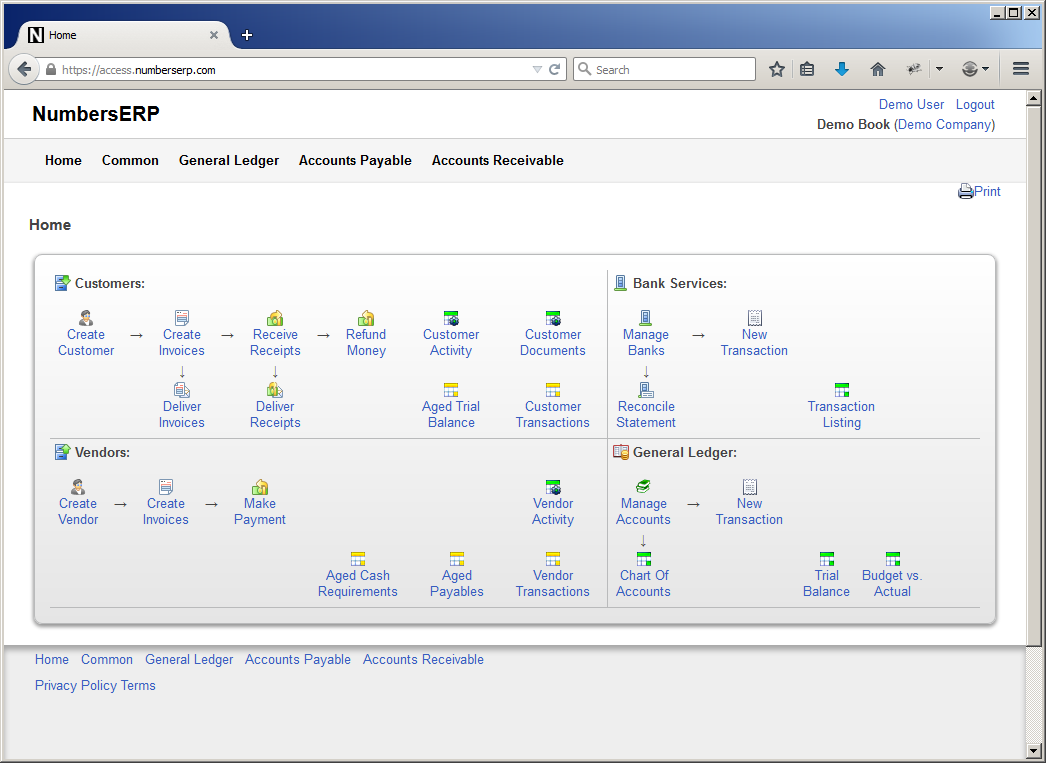 Home
https://access.numberserp.com
Search
NumbersERP
Demo User Logout
Demo Book (Demo Company)
Home Common General Ledger Accounts Payable Accounts Receivable
Print
Home
Customers:
Create Customer → Create Invoices → Receive Receipts → Refund Money Customer Activity Customer Documents
↓ ↓
Deliver Invoices Deliver Receipts Aged Trial Balance Customer Transactions
Bank Services:
Manage Banks → New Transaction
↓
Reconcile Statement Transaction Listing
Vendors:
Create Vendor → Create Invoices → Make Payment Vendor Activity
Aged Cash Requirements Aged Payables Vendor Transactions
General Ledger:
Manage Accounts → New Transaction
↓
Chart Of Accounts Trial Balance Budget vs. Actual
Home Common General Ledger Accounts Payable Accounts Receivable
Privacy Policy Terms